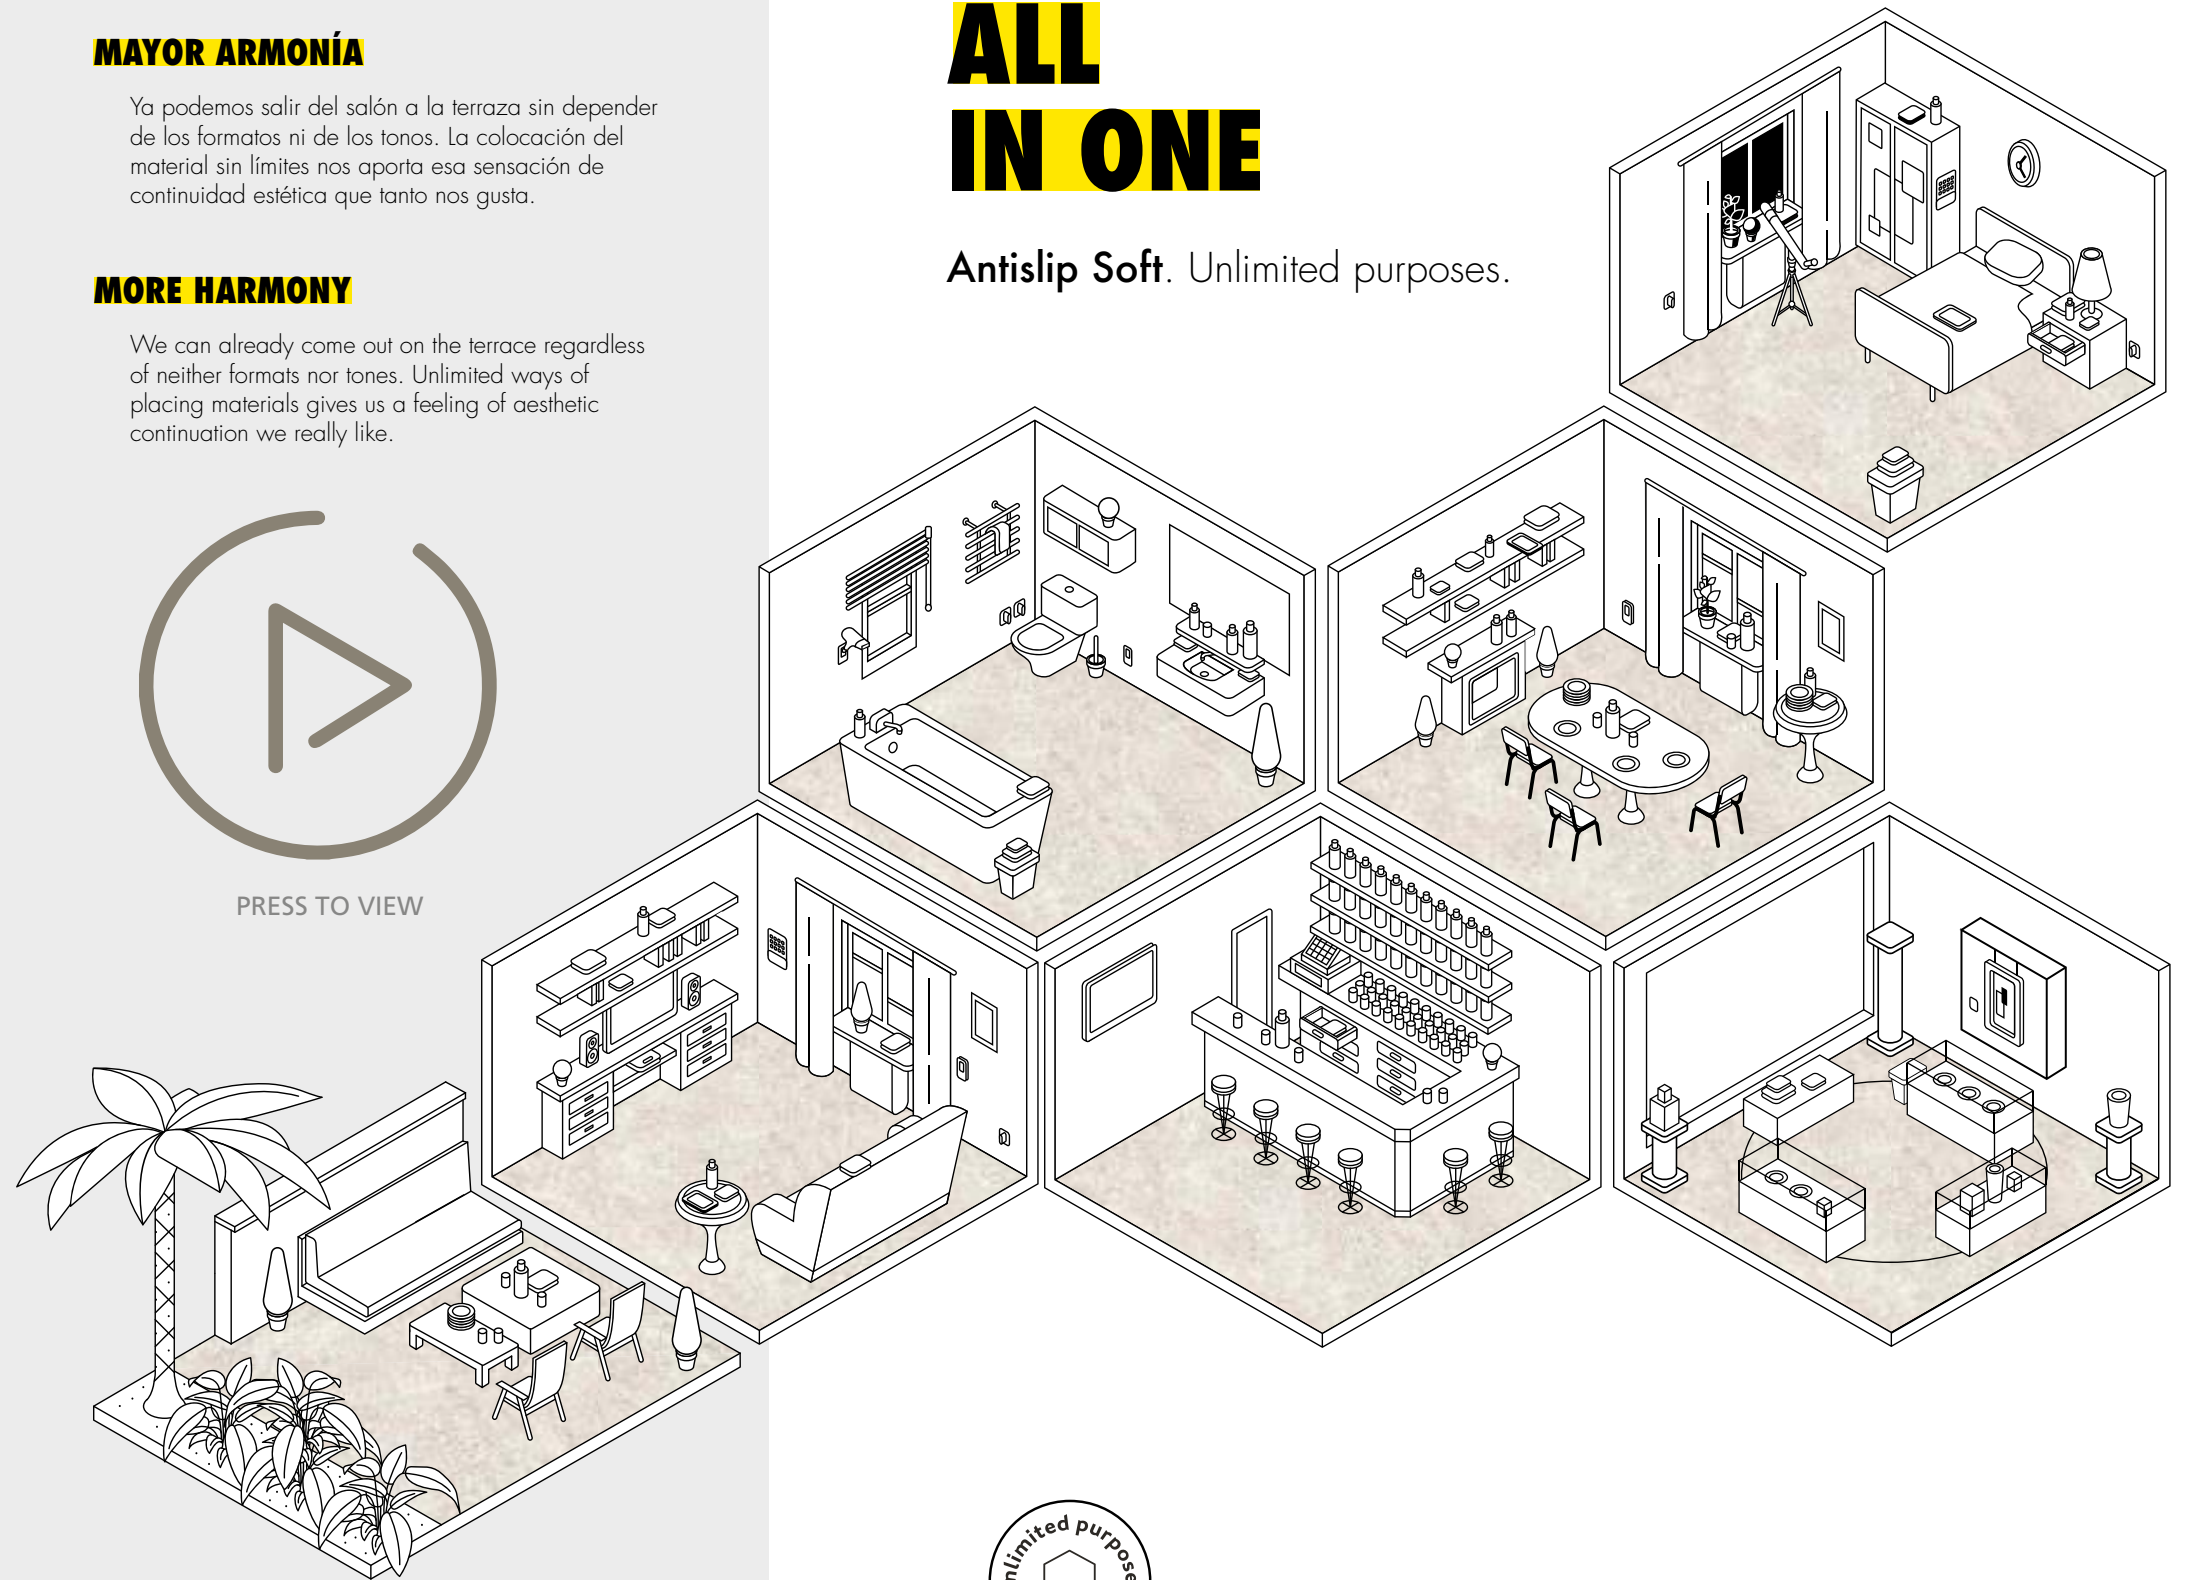 MAYOR ARMONÍA
Ya podemos salir del salón a la terraza sin depender
de los formatos ni de los tonos. La colocación del
material sin límites nos aporta esa sensación de
continuidad estética que tanto nos gusta.
MORE HARMONY
We can already come out on the terrace regardless
of neither formats nor tones. Unlimited ways of
placing materials gives us a feeling of aesthetic
continuation we really like.
PRESS TO VIEW
ALL
IN ONE
Antislip Soft. Unlimited purposes.
nlimited purpose